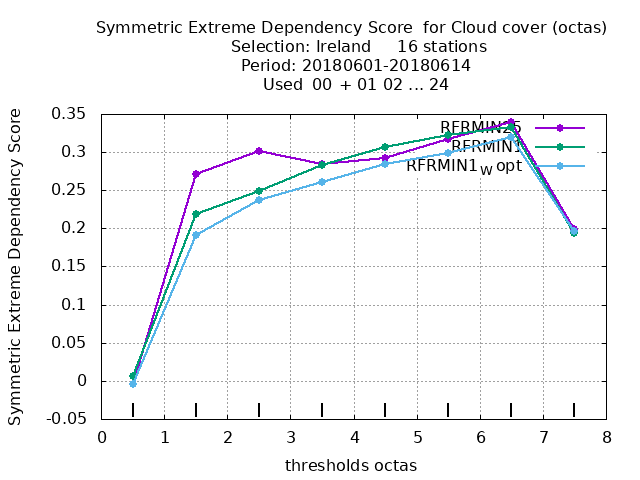 Symmetric Extreme Dependency Score for Cloud cover (octas)
Selection: Ireland 16 stations
Period: 20180601-20180614
Used 00 + 01 02 ... 24
Symmetric Extreme Dependency Score
0.35
0.3
0.25
0.2
0.15
0.1
0.05
0
-0.05
RFRMIN25
RFRMIN1
RFRMIN1W opt
0 1 2 3 4 5 6 7 8
thresholds octas